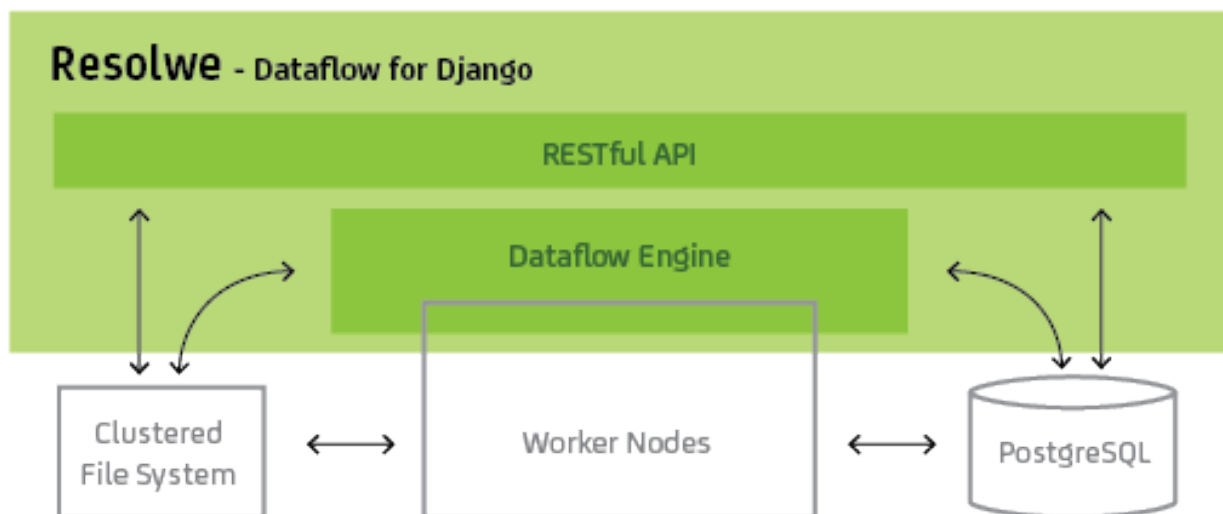 Resolwe - Dataflow for Django
RESTful API
Dataflow Engine
Clustered
File System
Worker Nodes
PostgreSQL